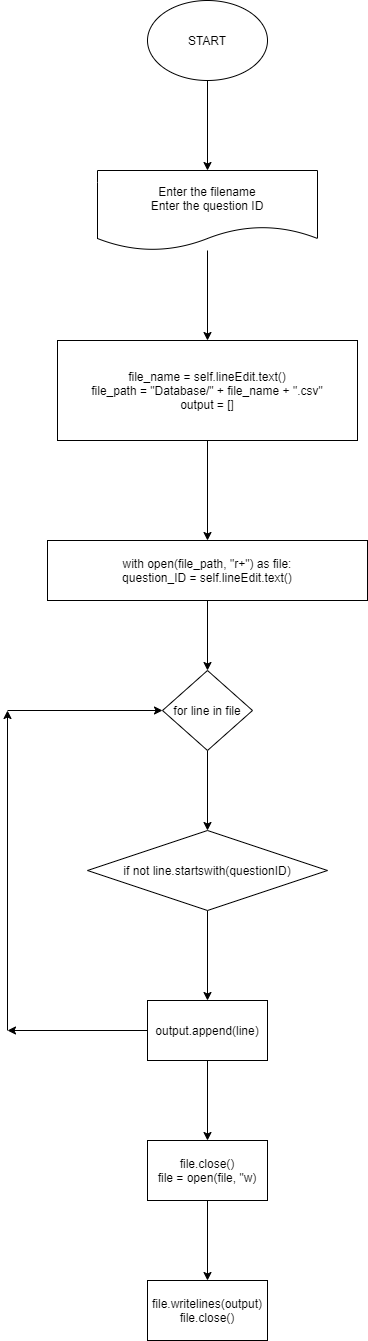 START
Enter the filename
Enter the question ID
file_name = self.lineEdit.text()
file_path = "Database/" + file_name + ".csv"
output = []
with open(file_path, "r+") as file:
question_ID = self.lineEdit.text()
for line in file
if not line.startswith(questionID)
output.append(line)
file.close()
file = open(file, "w)
file.writelines(output)
file.close()